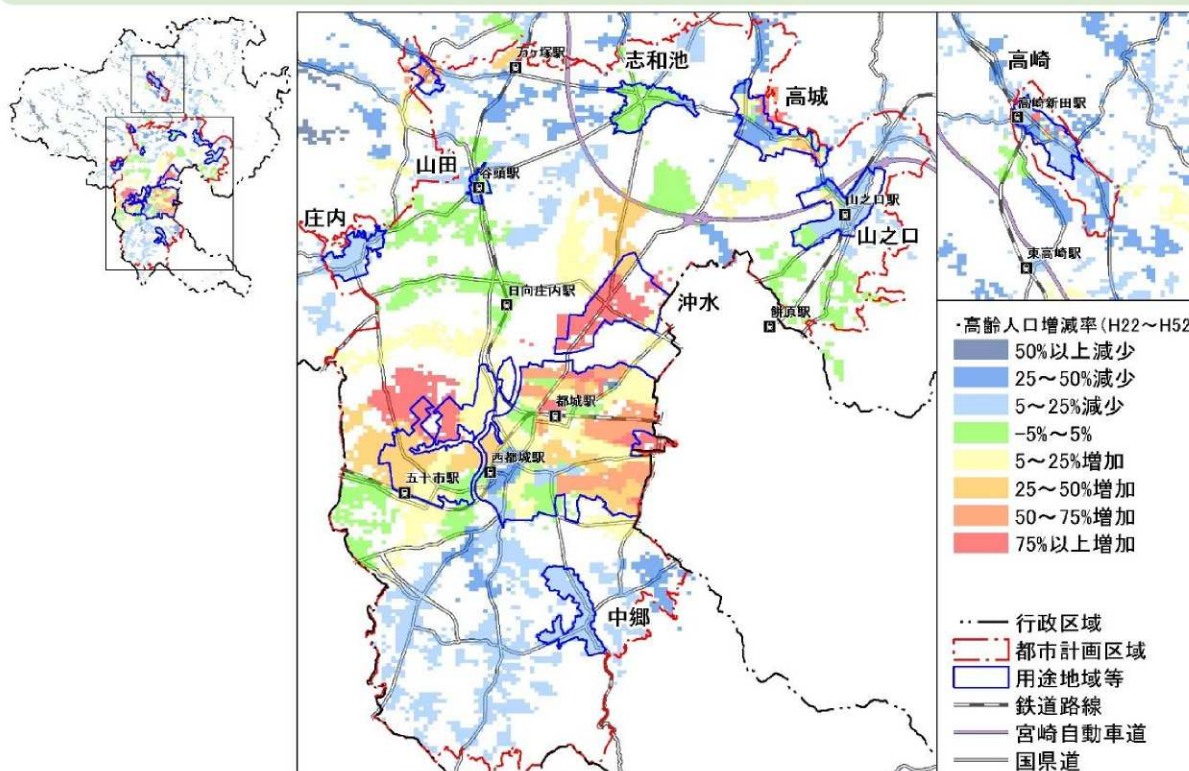 万ヶ塚駅
志和池
高城
山田
谷頭駅
山之口駅
山之口
庄内
日向庄内駅
沖水
餅原駅
都城駅
西都城駅
五十市駅
中郷
高崎
高崎新田駅
東高崎駅
・高齢人口増減率(H22～H52
50%以上減少
25～50%減少
5～25%減少
-5%～5%
5～25%増加
25～50%増加
50～75%増加
75%以上増加
行政区域
都市計画区域
用途地域等
鉄道路線
宮崎自動車道
国県道